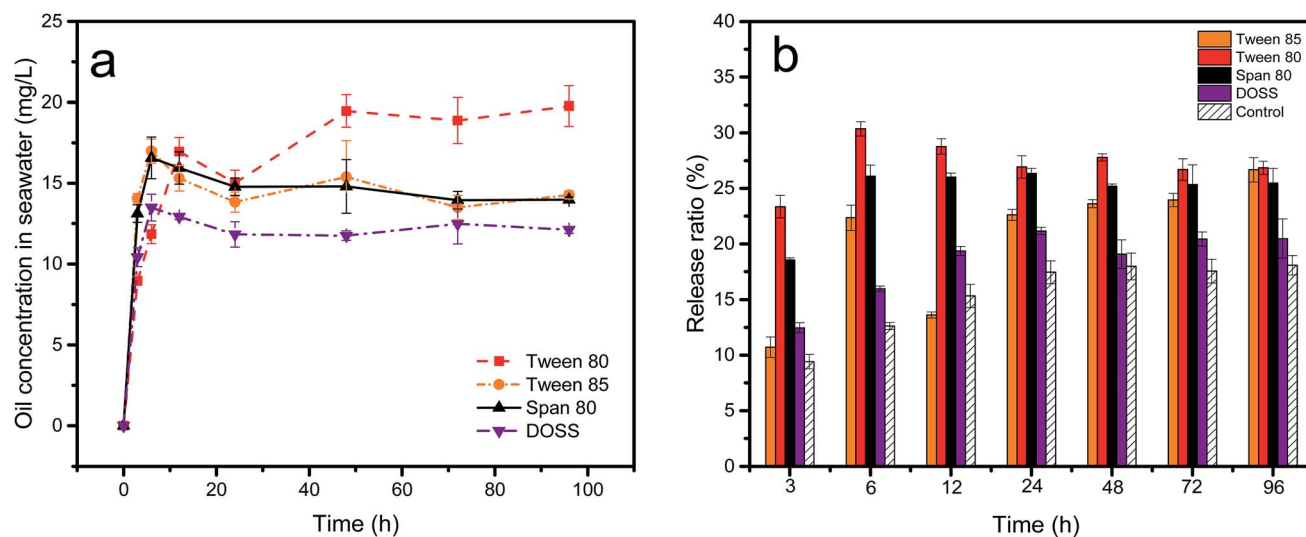 a
Oil concentration in seawater (mg/L)
25
20
15
10
5
0
0 20 40 60 80 100
Time (h)
Tween 80
Tween 85
Span 80
DOSS
b
Release ratio (%)
40
35
30
25
20
15
10
5
0
3 6 12 24 48 72 96
Time (h)
Tween 85
Tween 80
Span 80
DOSS
Control